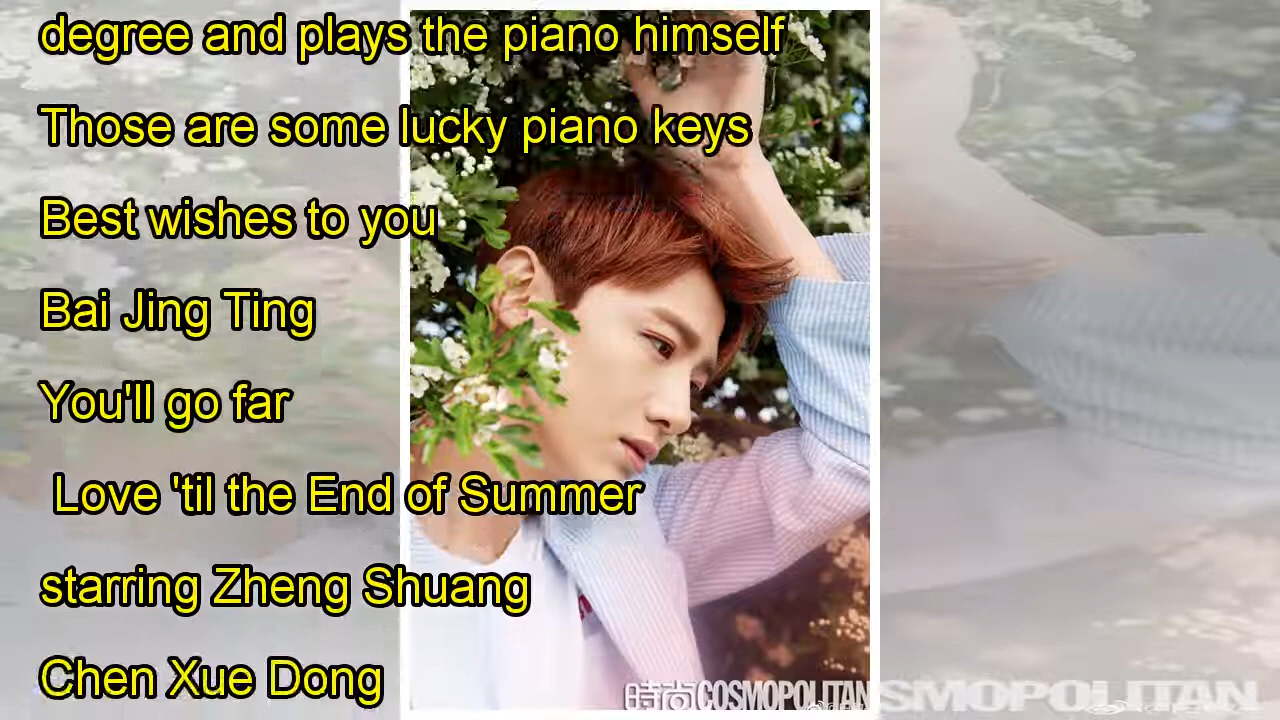 degree and plays the piano himself
Those are some lucky piano keys
Best wishes to you
Bai Jing Ting
You'll go far
Love 'til the End of Summer
starring Zheng Shuang
Chen Xue Dong
時尚COSMOPOLITAN
SMOPOLITAN